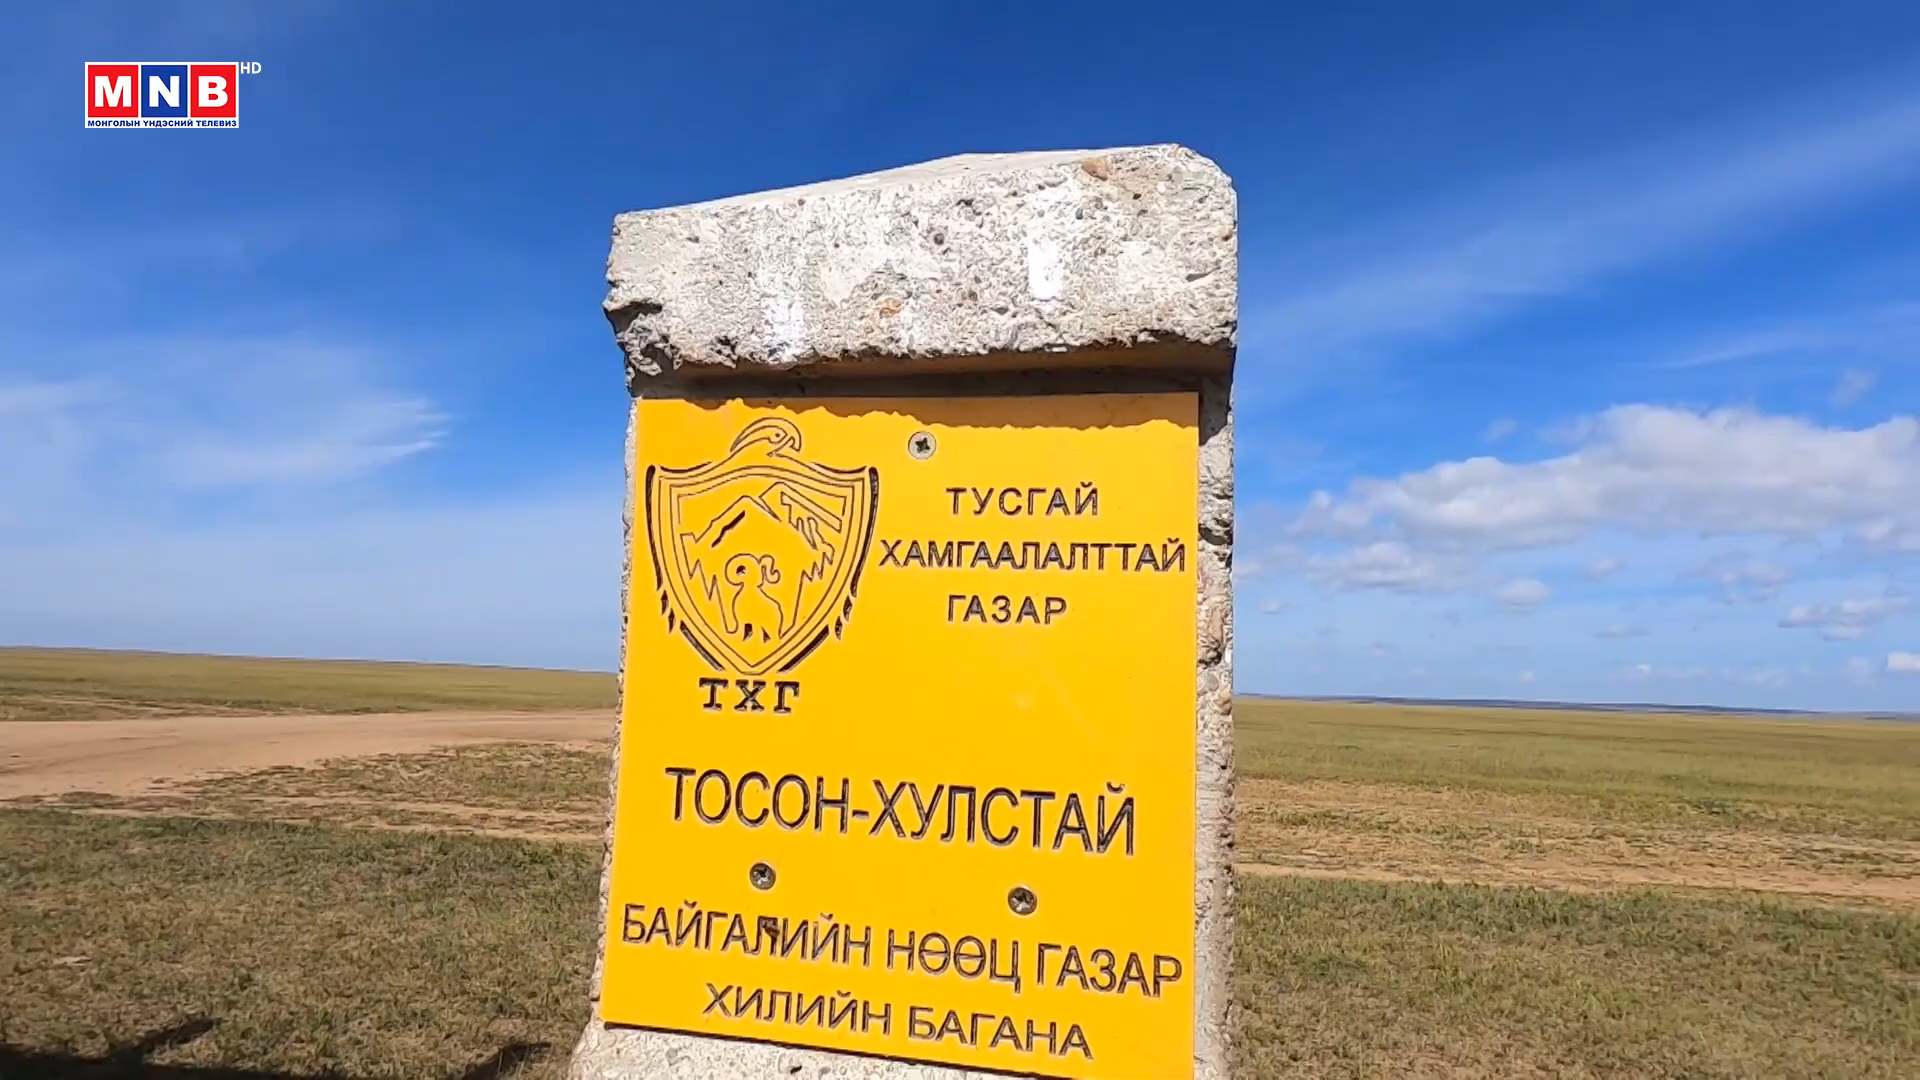 MNB HD
МОНГОЛЫН ҮНДЭСНИЙ ТЕЛЕВИЗ
ТУСГАЙ
ХАМГААЛАЛТТАЙ
ГАЗАР
ТХГ
ТОСОН-ХУЛСТАЙ
БАЙГАЛИЙН НӨӨЦ ГАЗАР
ХИЛИЙН БАГАНА